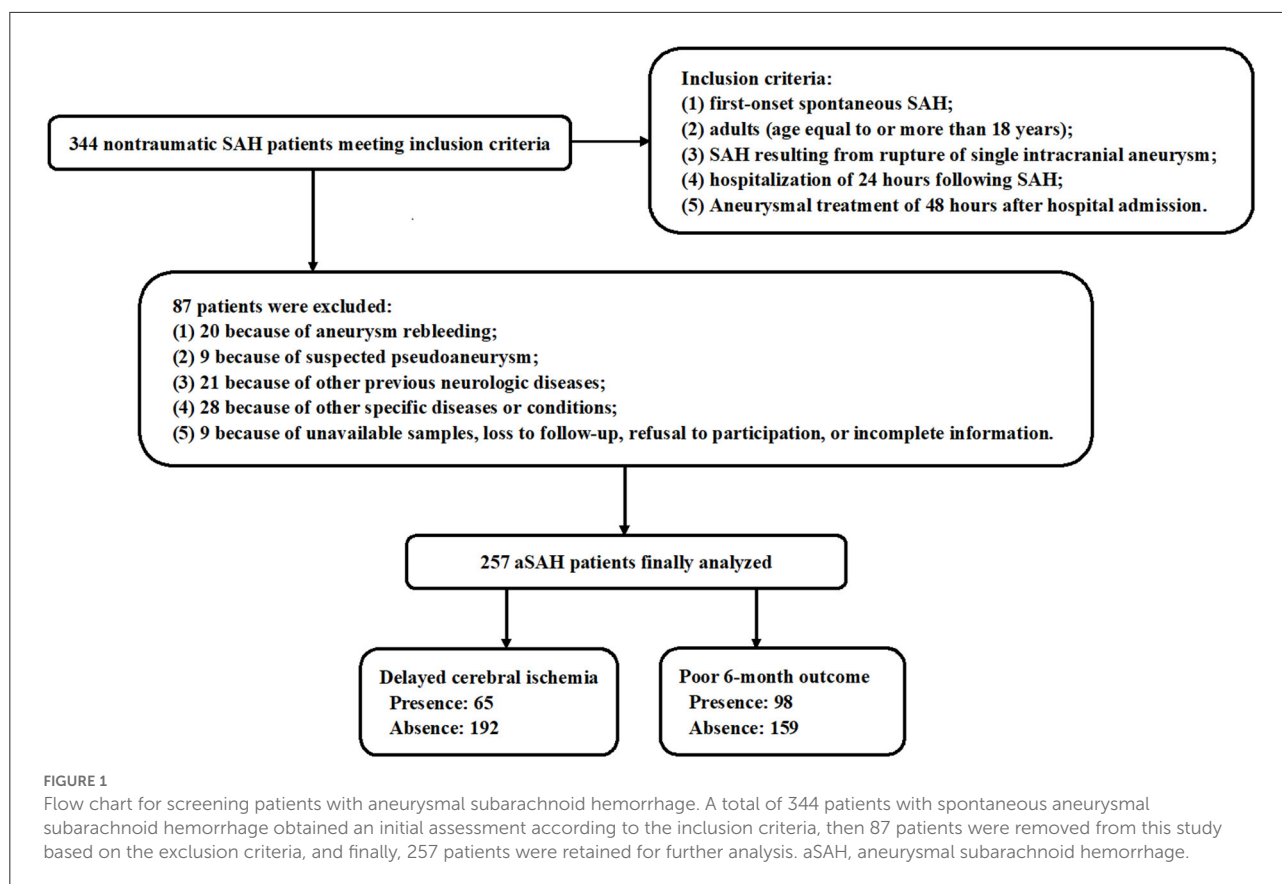 Inclusion criteria:
(1) first-onset spontaneous SAH;
(2) adults (age equal to or more than 18 years);
(3) SAH resulting from rupture of single intracranial aneurysm;
(4) hospitalization of 24 hours following SAH;
(5) Aneurysmal treatment of 48 hours after hospital admission.
344 nontraumatic SAH patients meeting inclusion criteria
87 patients were excluded:
(1) 20 because of aneurysm rebleeding;
(2) 9 because of suspected pseudoaneurysm;
(3) 21 because of other previous neurologic diseases;
(4) 28 because of other specific diseases or conditions;
(5) 9 because of unavailable samples, loss to follow-up, refusal to participation, or incomplete information.
257 aSAH patients finally analyzed
Delayed cerebral ischemia
Presence: 65
Absence: 192
Poor 6-month outcome
Presence: 98
Absence: 159
FIGURE 1
Flow chart for screening patients with aneurysmal subarachnoid hemorrhage. A total of 344 patients with spontaneous aneurysmal
subarachnoid hemorrhage obtained an initial assessment according to the inclusion criteria, then 87 patients were removed from this study
based on the exclusion criteria, and finally, 257 patients were retained for further analysis. aSAH, aneurysmal subarachnoid hemorrhage.